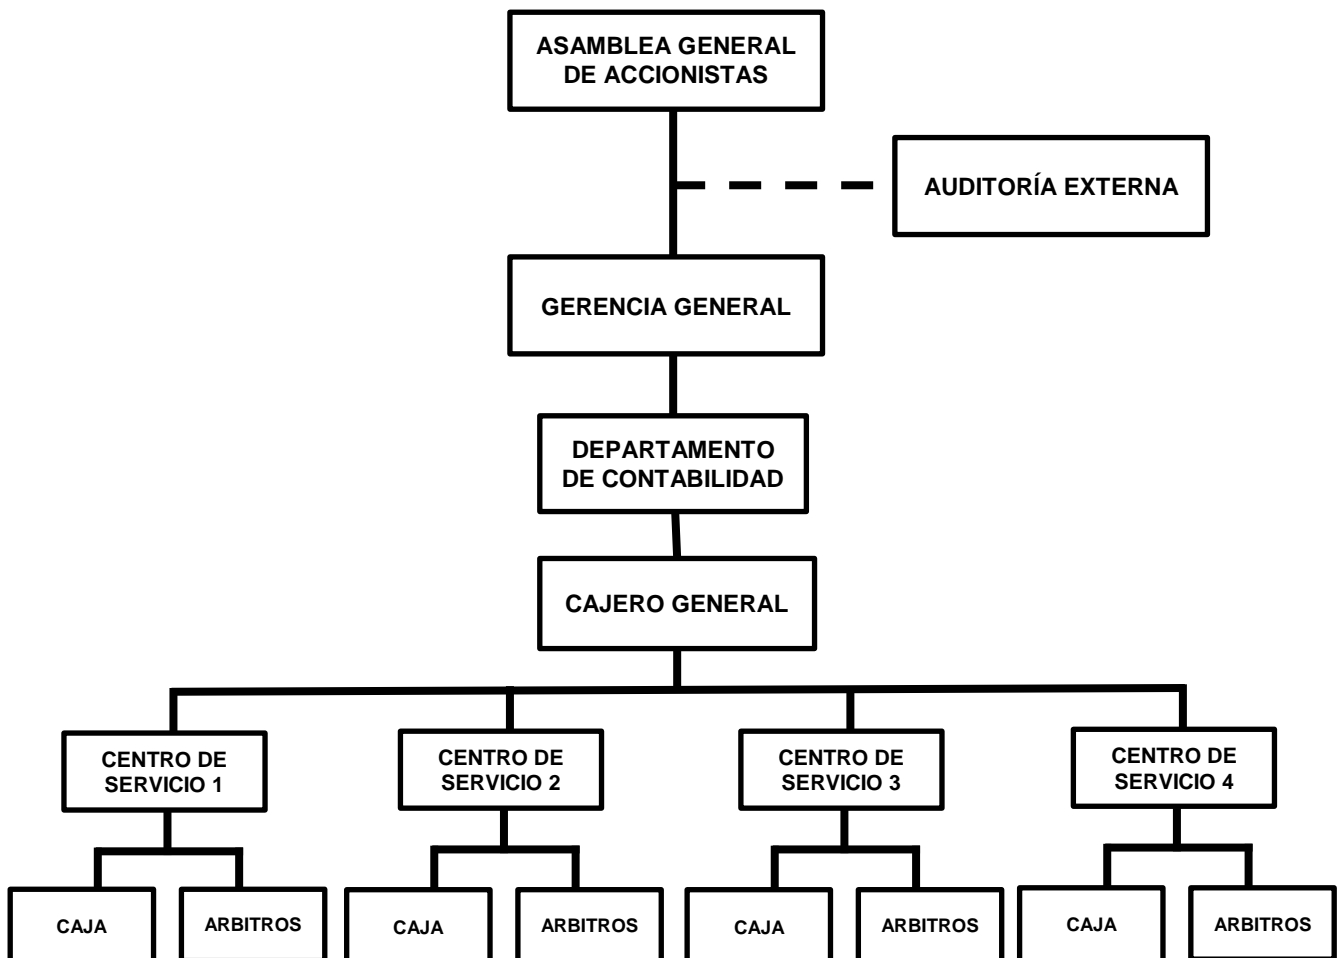 ASAMBLEA GENERAL
DE ACCIONISTAS
AUDITORÍA EXTERNA
GERENCIA GENERAL
DEPARTAMENTO
DE CONTABILIDAD
CAJERO GENERAL
CENTRO DE
SERVICIO 1
CENTRO DE
SERVICIO 2
CENTRO DE
SERVICIO 3
CENTRO DE
SERVICIO 4
CAJA
ARBITROS
CAJA
ARBITROS
CAJA
ARBITROS
CAJA
ARBITROS